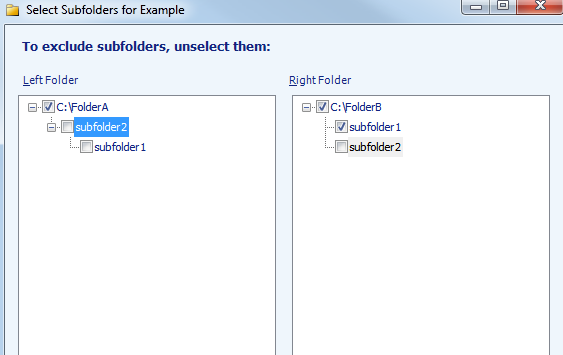 Select Subfolders for Example
To exclude subfolders, unselect them:
Left Folder
Right Folder
C:\FolderA
subfolder2
subfolder1
C:\FolderB
subfolder1
subfolder2